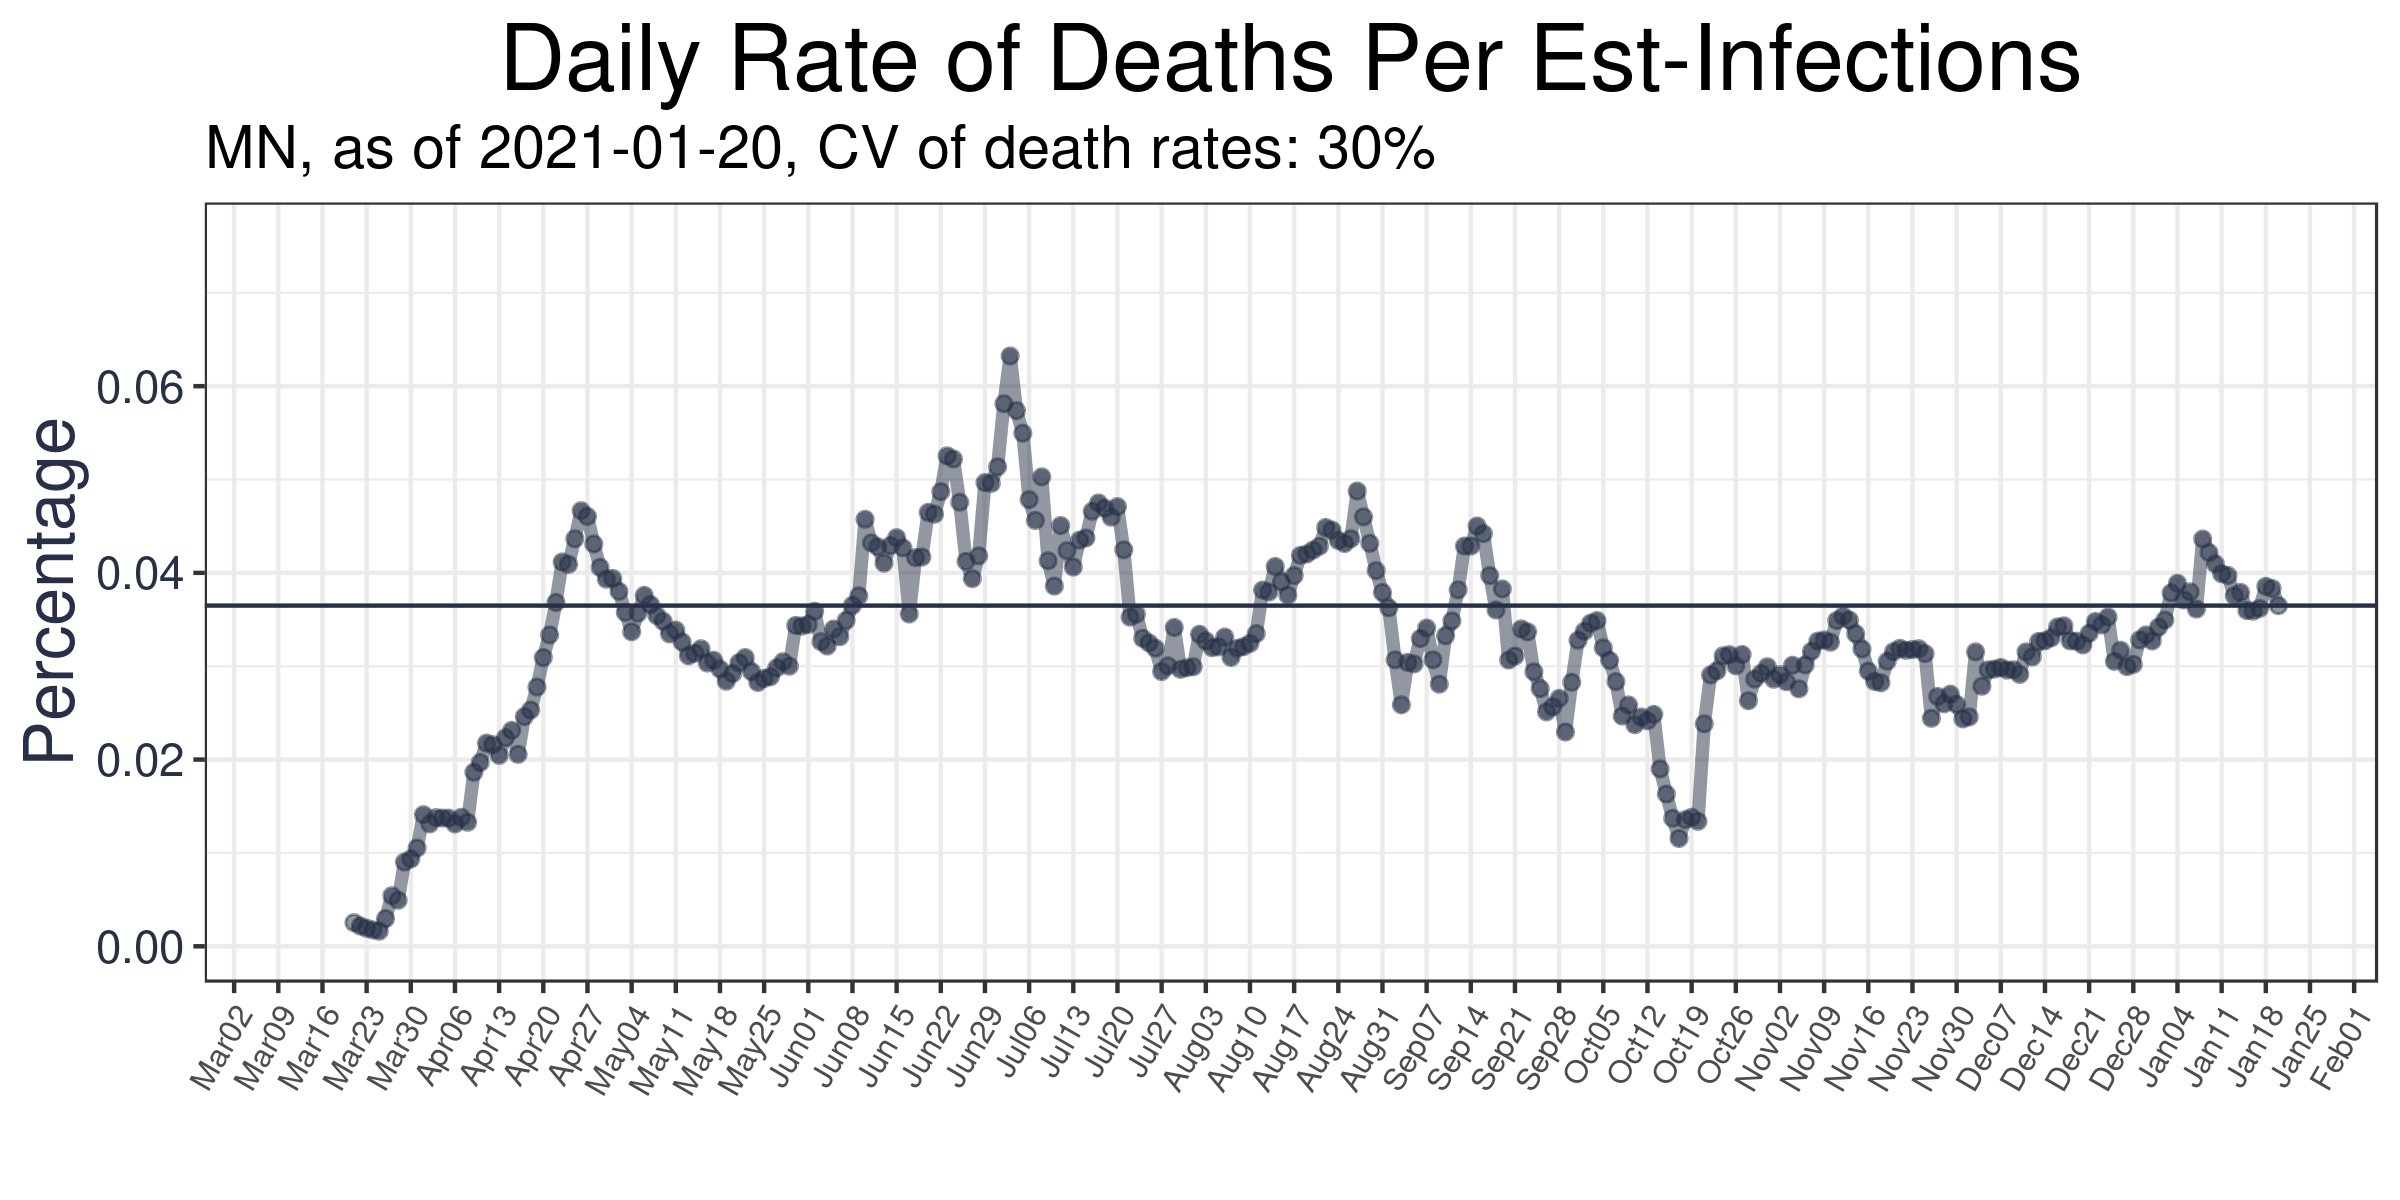 Daily Rate of Deaths Per Est-Infections
MN, as of 2021-01-20, CV of death rates: 30%
Percentage
0.06
0.04
0.02
0.00
Mar02
Mar09
Mar16
Mar23
Mar30
Apr06
Apr13
Apr20
Apr27
May04
May11
May18
May25
Jun01
Jun08
Jun15
Jun22
Jun29
Jul06
Jul13
Jul20
Jul27
Aug03
Aug10
Aug17
Aug24
Aug31
Sep07
Sep14
Sep21
Sep28
Oct05
Oct12
Oct19
Oct26
Nov02
Nov09
Nov16
Nov23
Nov30
Dec07
Dec14
Dec21
Dec28
Jan04
Jan11
Jan18
Jan25
Feb01